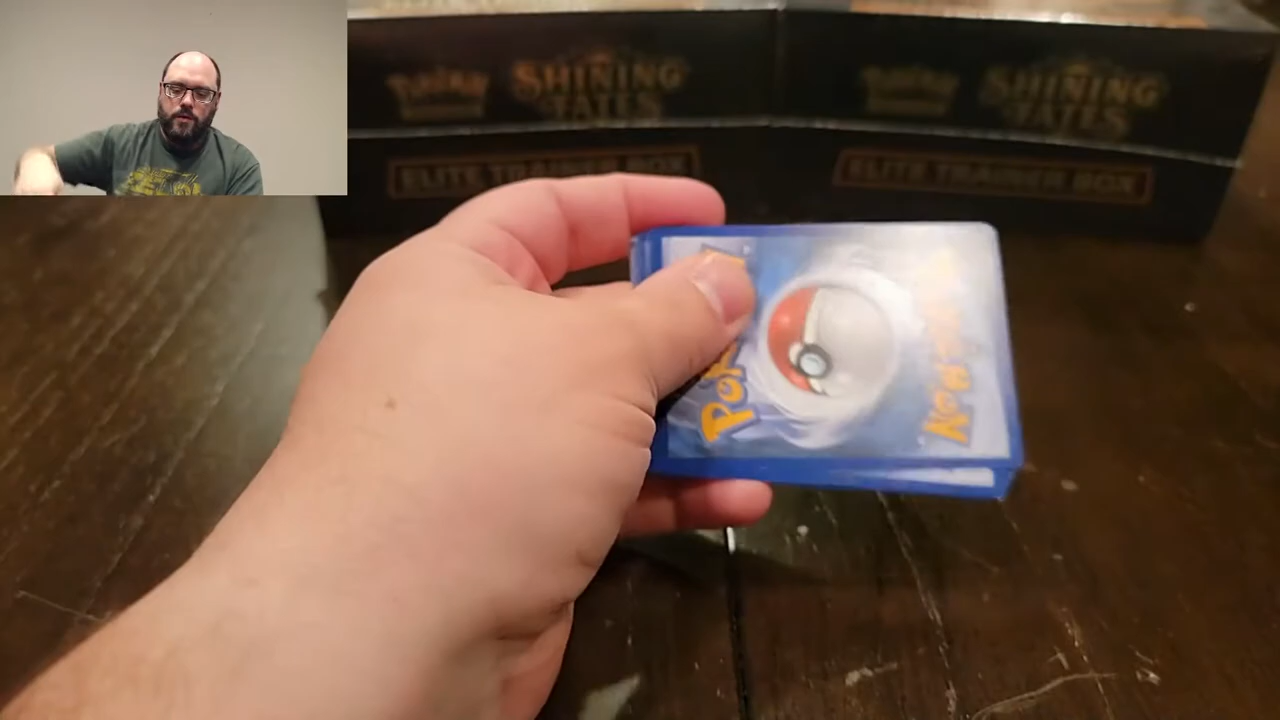 Pokémon
SHINING
FATES
ELITE TRAINER BOX
Pokémon
SHINING
FATES
ELITE TRAINER BOX